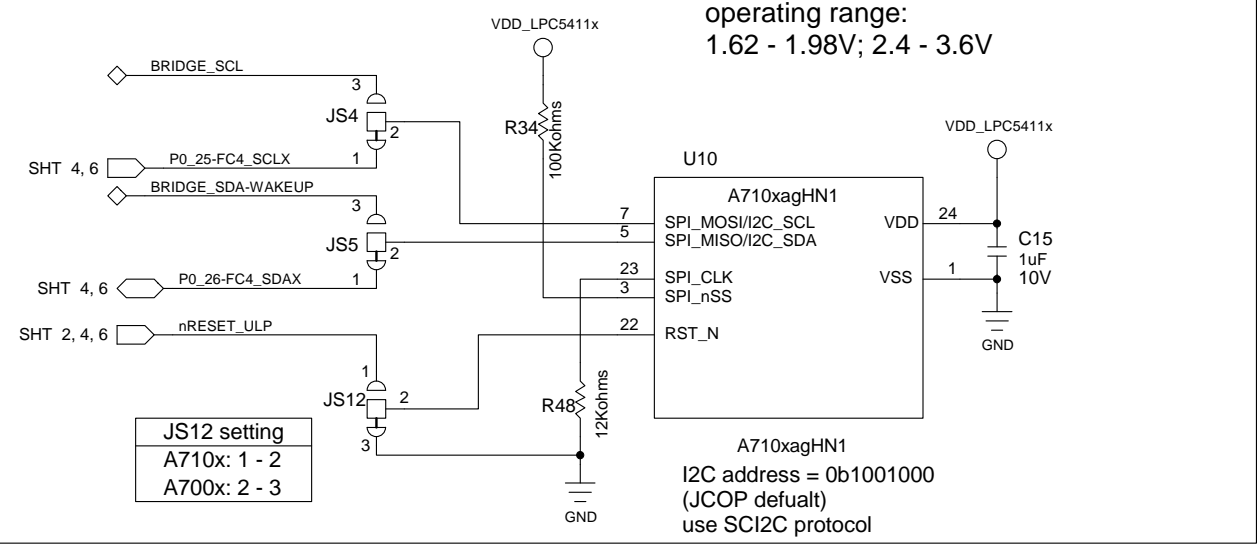 operating range:
1.62 - 1.98V; 2.4 - 3.6V
VDD_LPC5411x
BRIDGE_SCL
3
JS4
2
1
SHT 4, 6
P0_25-FC4_SCLX
BRIDGE_SDA-WAKEUP
3
JS5
2
1
SHT 4, 6
P0_26-FC4_SDAX
SHT 2, 4, 6
nRESET_ULP
1
JS12
2
3
R34
100Kohms
R48
12Kohms
GND
U10
A710xagHN1
7
SPI_MOSI/I2C_SCL
5
SPI_MISO/I2C_SDA
23
SPI_CLK
3
SPI_nSS
22
RST_N
VDD
24
VSS
1
VDD_LPC5411x
C15
1uF
10V
GND
JS12 setting
A710x: 1 - 2
A700x: 2 - 3
A710xagHN1
I2C address = 0b1001000
(JCOP defualt)
use SCI2C protocol